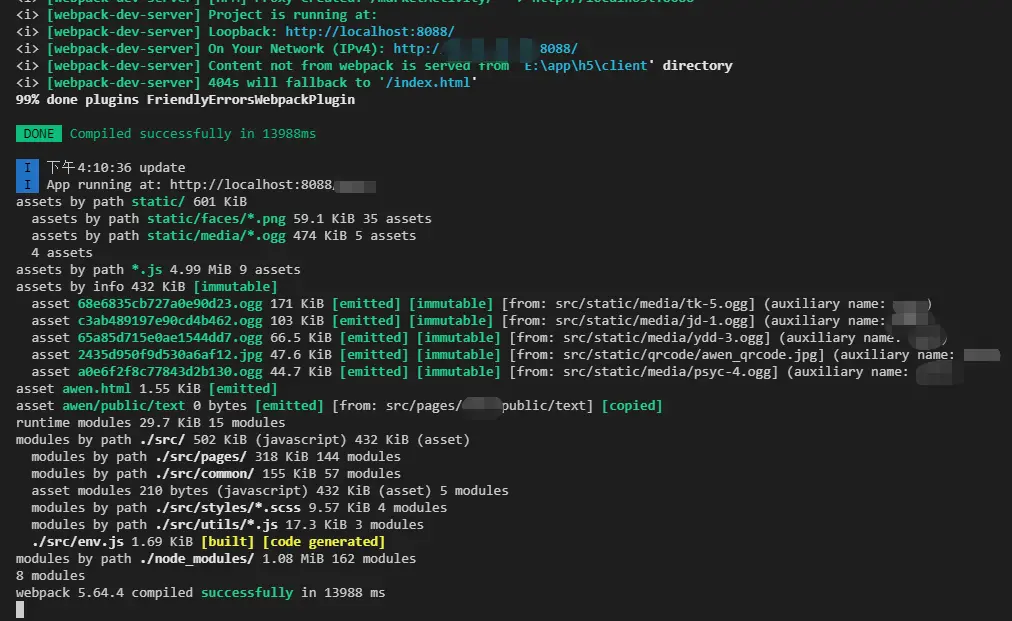 <i> [webpack-dev-server] [HPM] Proxy created: /marketActivity/ -> http://localhost:8088
<i> [webpack-dev-server] Project is running at:
<i> [webpack-dev-server] Loopback: http://localhost:8088/
<i> [webpack-dev-server] On Your Network (IPv4): http:/ 8088/
<i> [webpack-dev-server] Content not from webpack is served from 'E:\app\h5\client' directory
<i> [webpack-dev-server] 404s will fallback to '/index.html'
99% done plugins FriendlyErrorsWebpackPlugin
DONE Compiled successfully in 13988ms
I 下午4:10:36 update
I App running at: http://localhost:8088/
assets by path static/ 601 KiB
assets by path static/faces/*.png 59.1 KiB 35 assets
assets by path static/media/*.ogg 474 KiB 5 assets
4 assets
assets by path *.js 4.99 MiB 9 assets
assets by info 432 KiB [immutable]
asset 68e6835cb727a0e90d23.ogg 171 KiB [emitted] [immutable] [from: src/static/media/tk-5.ogg] (auxiliary name: )
asset c3ab489197e90cd4b462.ogg 103 KiB [emitted] [immutable] [from: src/static/media/jd-1.ogg] (auxiliary name:
asset 65a85d715e0ae1544dd7.ogg 66.5 KiB [emitted] [immutable] [from: src/static/media/ydd-3.ogg] (auxiliary name: )
asset 2435d950f9d530a6af12.jpg 47.6 KiB [emitted] [immutable] [from: src/static/qrcode/awen_qrcode.jpg] (auxiliary name:
asset a0e6f2f8c77843d2b130.ogg 44.7 KiB [emitted] [immutable] [from: src/static/media/psyc-4.ogg] (auxiliary name:
asset awen.html 1.55 KiB [emitted]
asset awen/public/text 0 bytes [emitted] [from: src/pages/ public/text] [copied]
runtime modules 29.7 KiB 15 modules
modules by path ./src/ 502 KiB (javascript) 432 KiB (asset)
modules by path ./src/pages/ 318 KiB 144 modules
modules by path ./src/common/ 155 KiB 57 modules
asset modules 210 bytes (javascript) 432 KiB (asset) 5 modules
modules by path ./src/styles/*.scss 9.57 KiB 4 modules
modules by path ./src/utils/*.js 17.3 KiB 3 modules
./src/env.js 1.69 KiB [built] [code generated]
modules by path ./node_modules/ 1.08 MiB 162 modules
8 modules
webpack 5.64.4 compiled successfully in 13988 ms